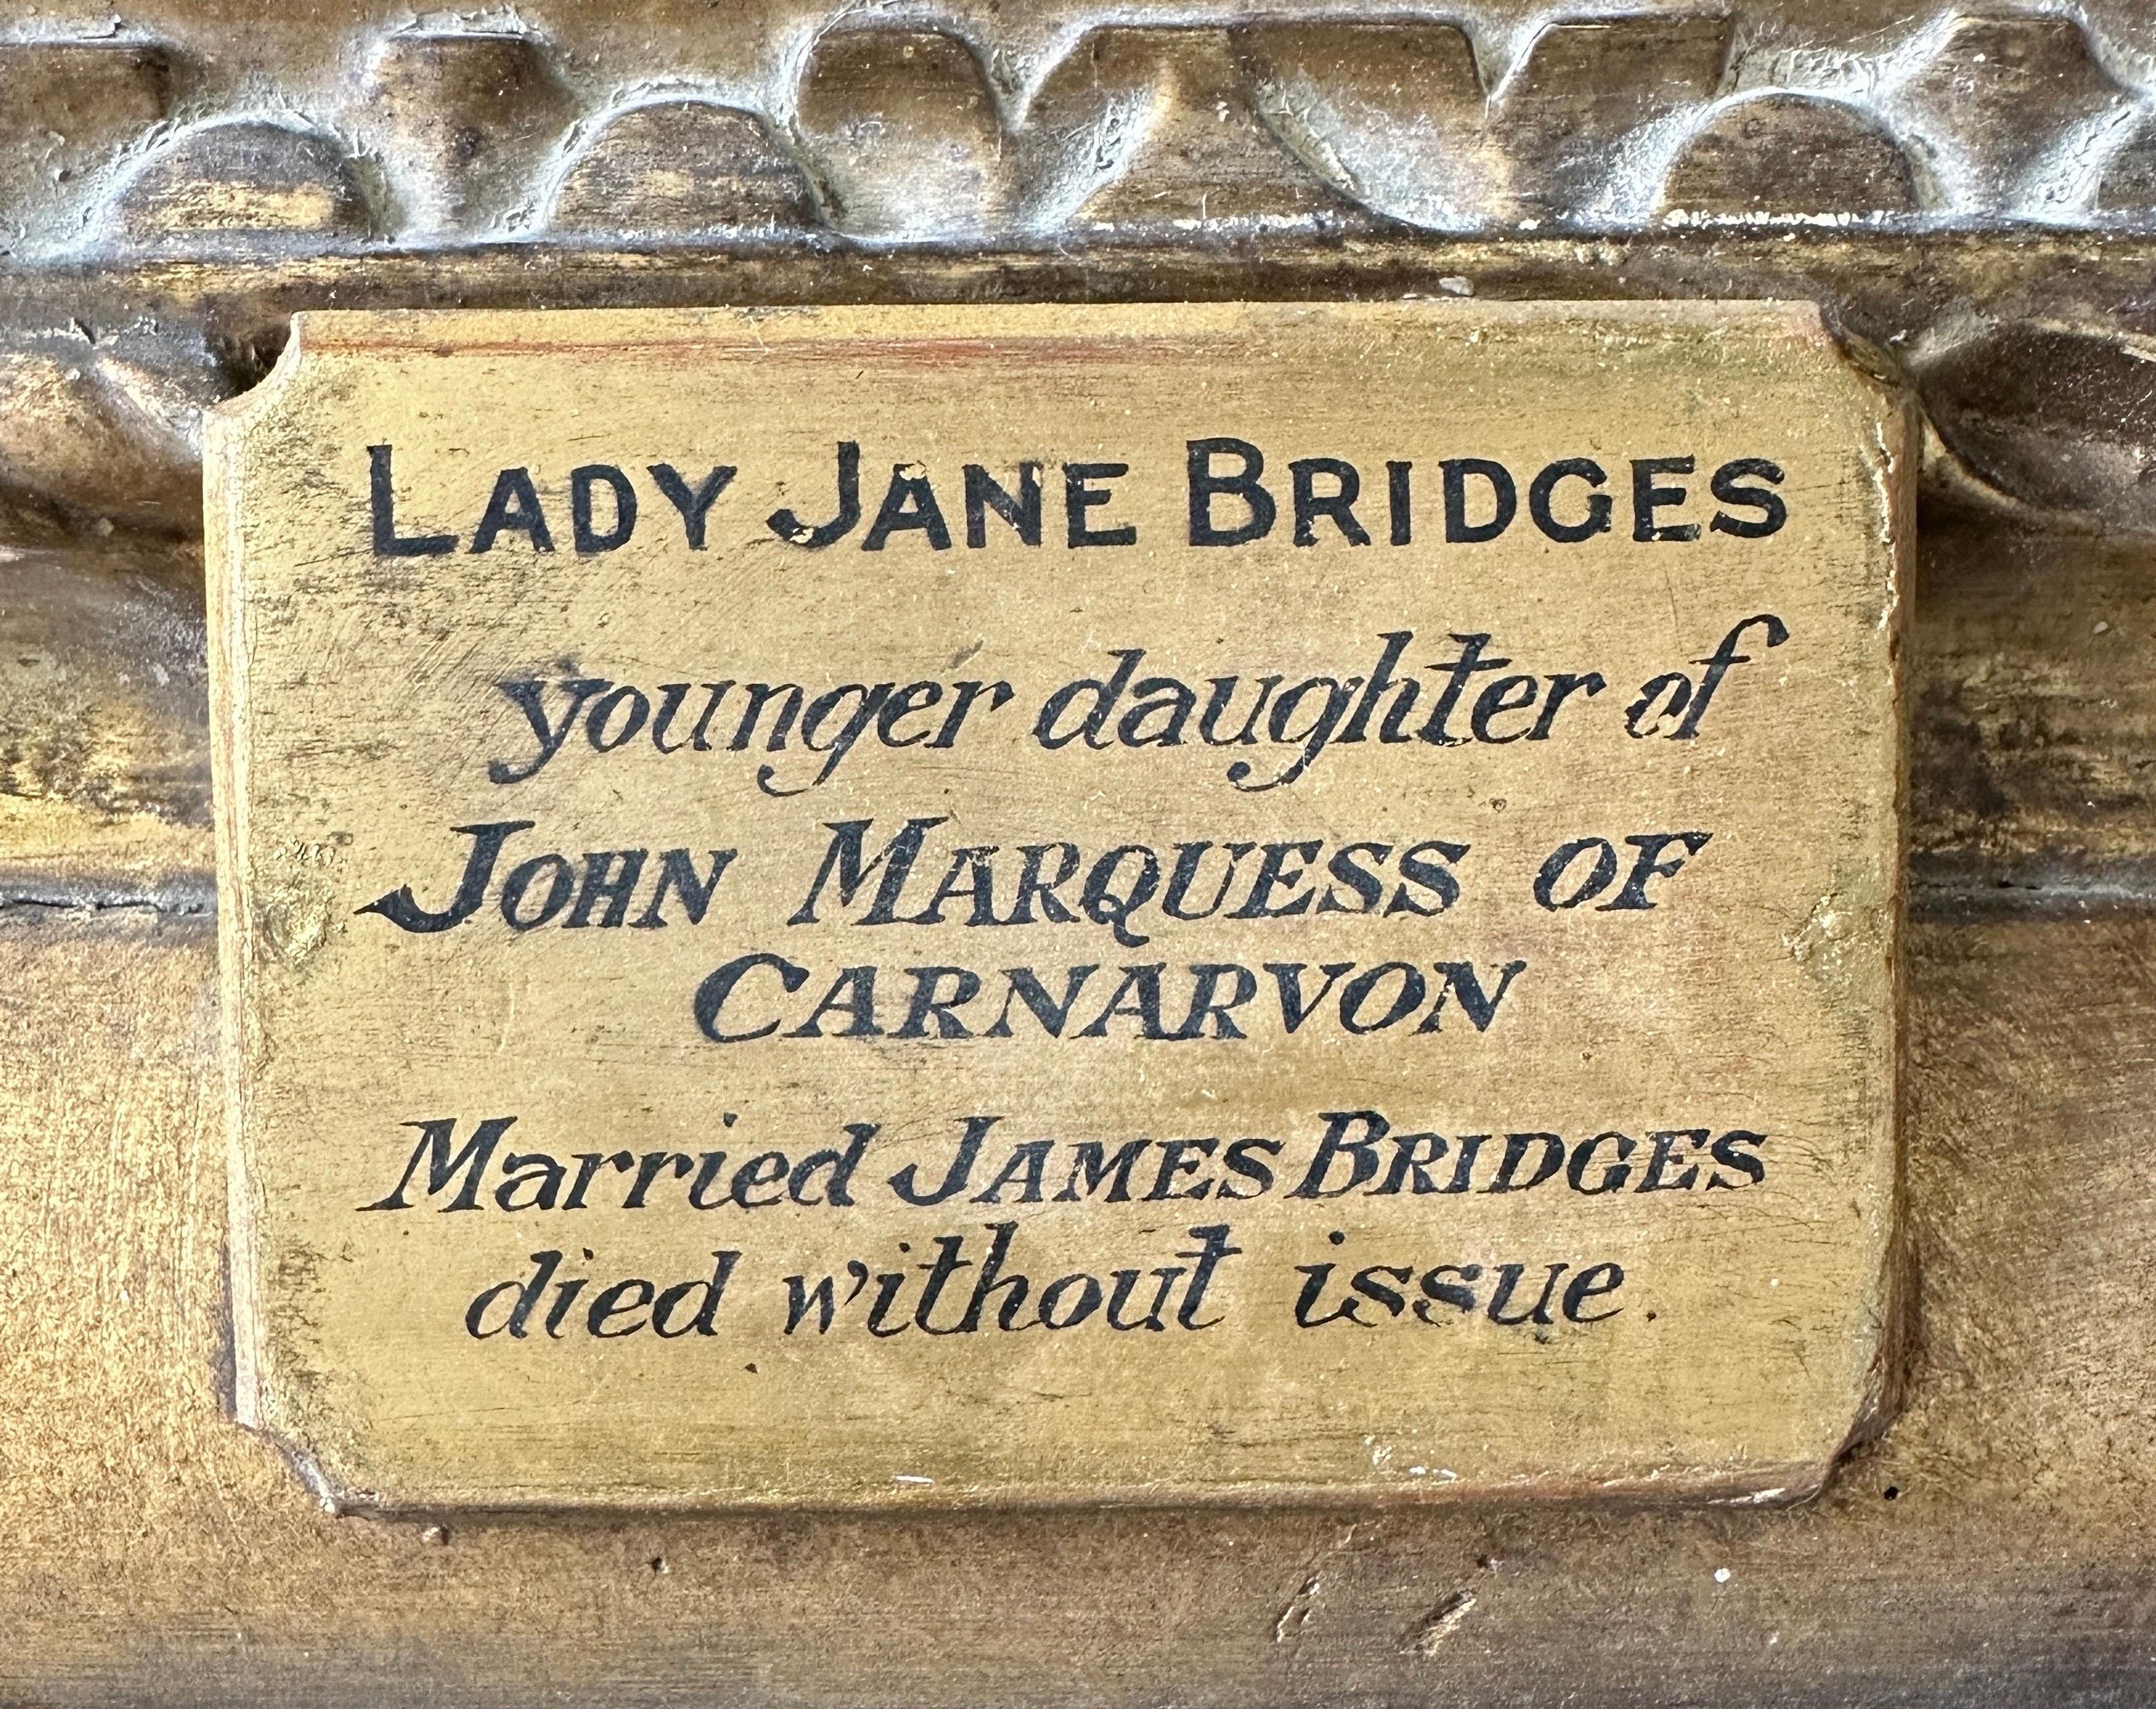 LADY JANE BRIDGES
younger daughter of
JOHN MARQUESS OF
CARNARVON
Married JAMES BRIDGES
died without issue.